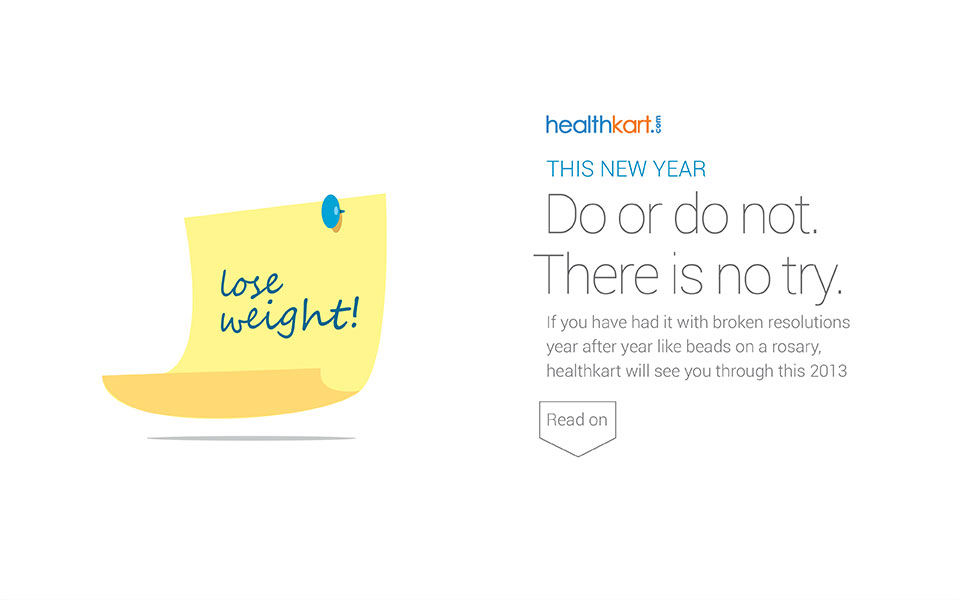 lose
weight!
healthkart.com
THIS NEW YEAR
Do or do not.
There is no try.
If you have had it with broken resolutions
year after year like beads on a rosary,
healthkart will see you through this 2013
Read on